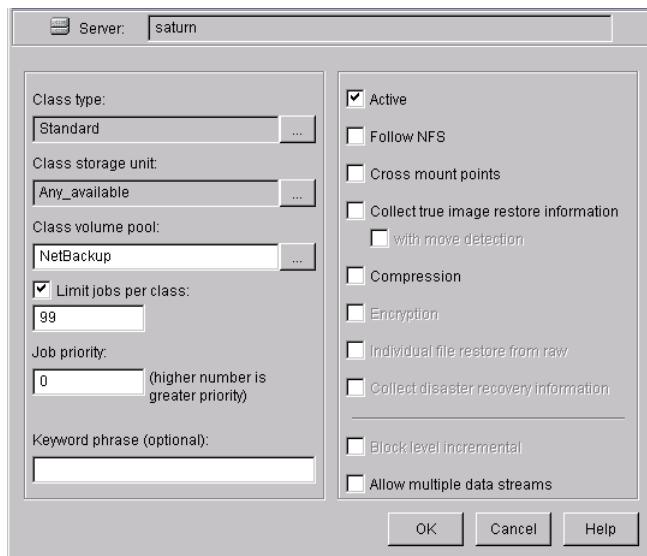 Server: saturn
Class type:
Standard ...
Class storage unit:
Any_available ...
Class volume pool:
NetBackup ...
Limit jobs per class:
99
Job priority:
0 (higher number is
greater priority)
Keyword phrase (optional):
Active
Follow NFS
Cross mount points
Collect true image restore information
with move detection
Compression
Encryption
Individual file restore from raw
Collect disaster recovery information
Block level incremental
Allow multiple data streams
OK Cancel Help